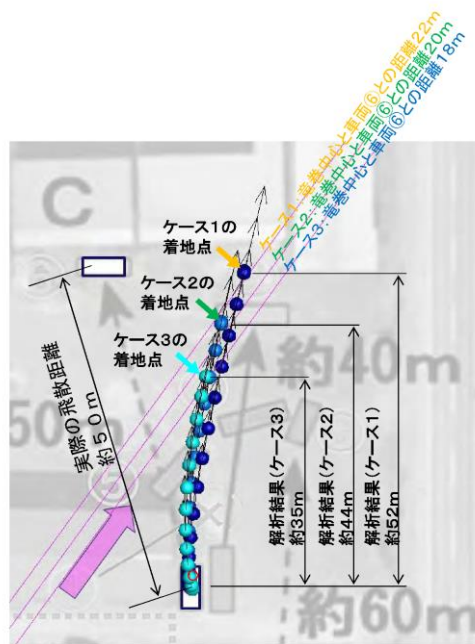 ケース1:竜巻中心と車両⑥との距離22m
ケース2:竜巻中心と車両⑥との距離20m
ケース3:竜巻中心と車両⑥との距離18m
C
ケース1の
着地点
ケース2の
着地点
ケース3の
着地点
実際の飛散距離
約50m
約40m
50m
⑤
解析結果(ケース3)
約35m
解析結果(ケース2)
約44m
解析結果(ケース1)
約52m
約60m